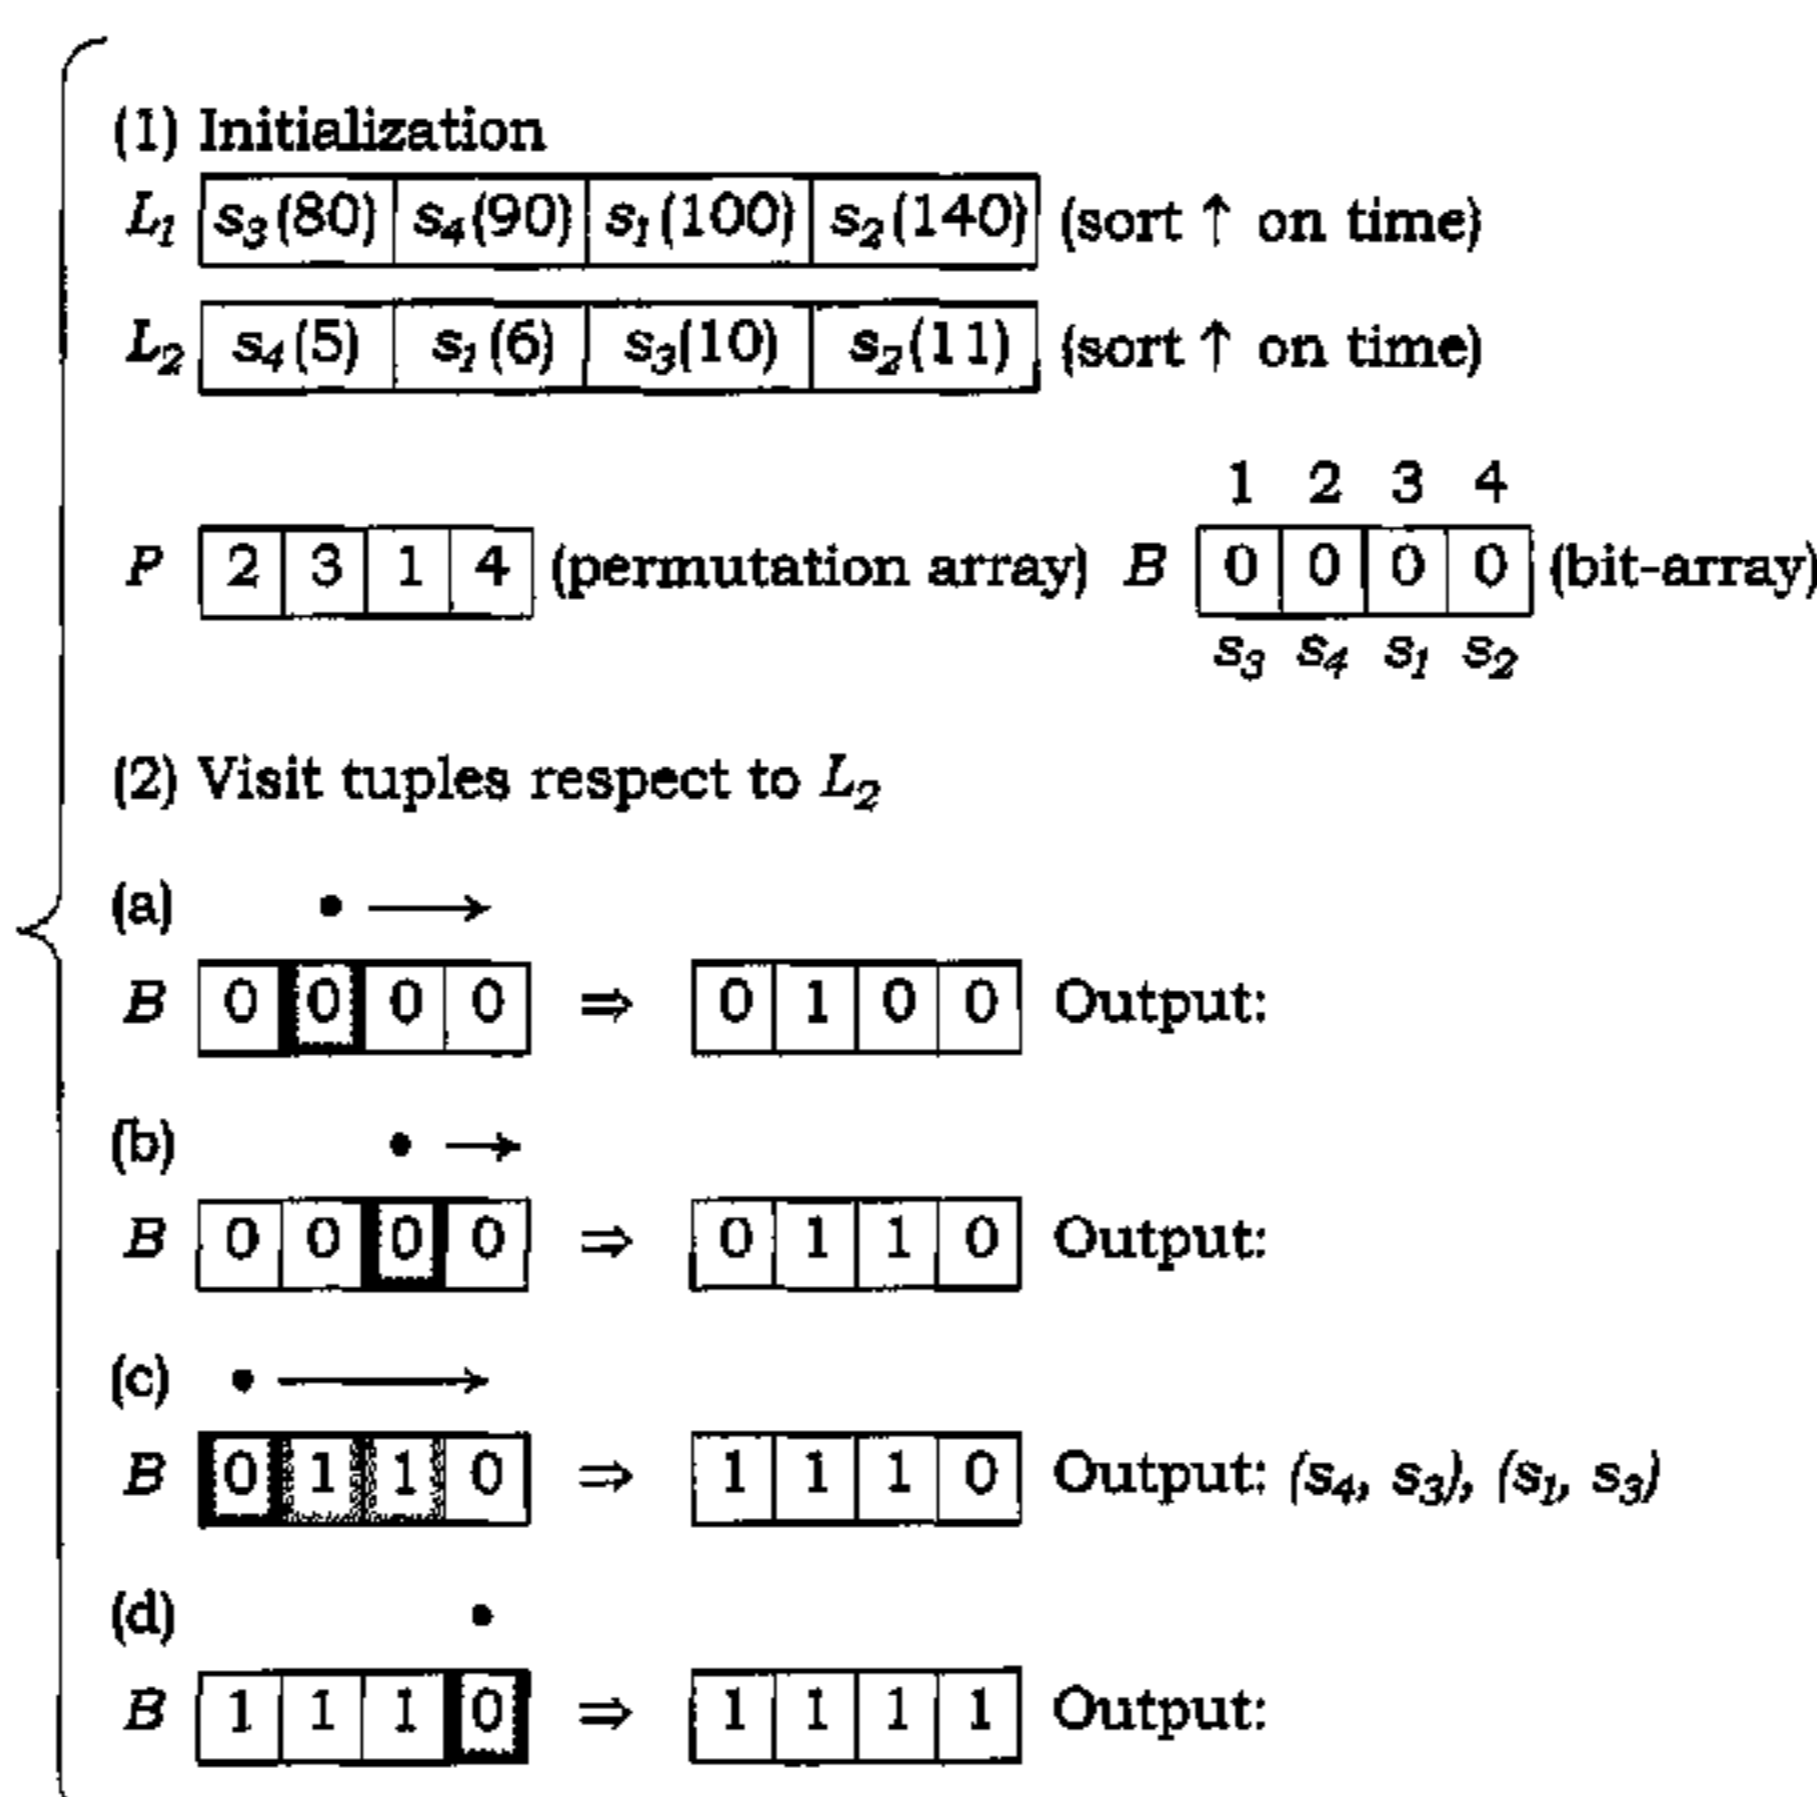 (1) Initialization
L1 s3(80) s4(90) s1(100) s2(140) (sort ↑ on time)
L2 s4(5) s1(6) s3(10) s2(11) (sort ↑ on time)
1 2 3 4
P 2 3 1 4 (permutation array) B 0 0 0 0 (bit-array)
s3 s4 s1 s2
(2) Visit tuples respect to L2
(a)
B 0 0 0 0 ⇒ 0 1 0 0 Output:
(b)
B 0 0 0 0 ⇒ 0 1 1 0 Output:
(c)
B 0 1 1 0 ⇒ 1 1 1 0 Output: (s4, s3), (s1, s3)
(d)
B 1 1 1 0 ⇒ 1 1 1 1 Output: